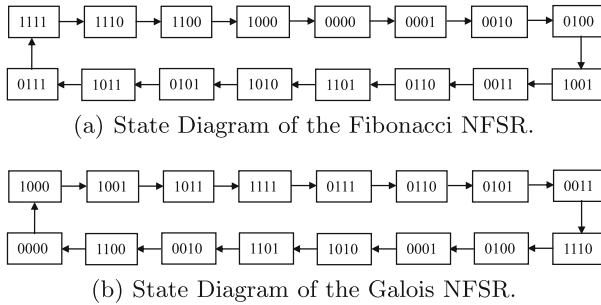 1111 1110 1100 1000 0000 0001 0010 0100
0111 1011 0101 1010 1101 0110 0011 1001
(a) State Diagram of the Fibonacci NFSR.
1000 1001 1011 1111 0111 0110 0101 0011
0000 1100 0010 1101 1010 0001 0100 1110
(b) State Diagram of the Galois NFSR.